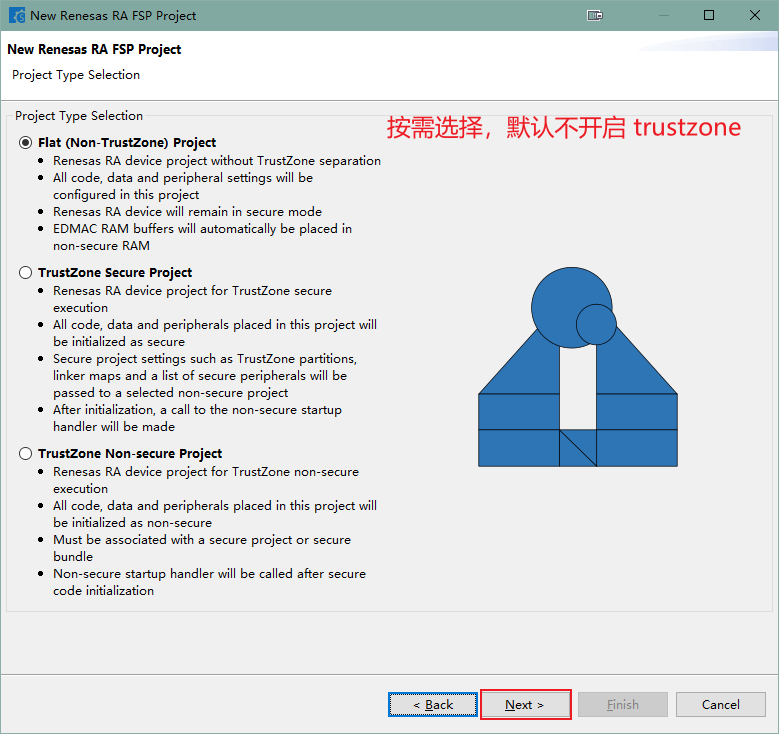 New Renesas RA FSP Project
New Renesas RA FSP Project
Project Type Selection
Project Type Selection
按需选择，默认不开启 trustzone
Flat (Non-TrustZone) Project
Renesas RA device project without TrustZone separation
All code, data and peripheral settings will be
configured in this project
Renesas RA device will remain in secure mode
EDMAC RAM buffers will automatically be placed in
non-secure RAM
TrustZone Secure Project
Renesas RA device project for TrustZone secure
execution
All code, data and peripherals placed in this project will
be initialized as secure
Secure project settings such as TrustZone partitions,
linker maps and a list of secure peripherals will be
passed to a selected non-secure project
After initialization, a call to the non-secure startup
handler will be made
TrustZone Non-secure Project
Renesas RA device project for TrustZone non-secure
execution
All code, data and peripherals placed in this project will
be initialized as non-secure
Must be associated with a secure project or secure
bundle
Non-secure startup handler will be called after secure
code initialization
< Back
Next >
Finish
Cancel